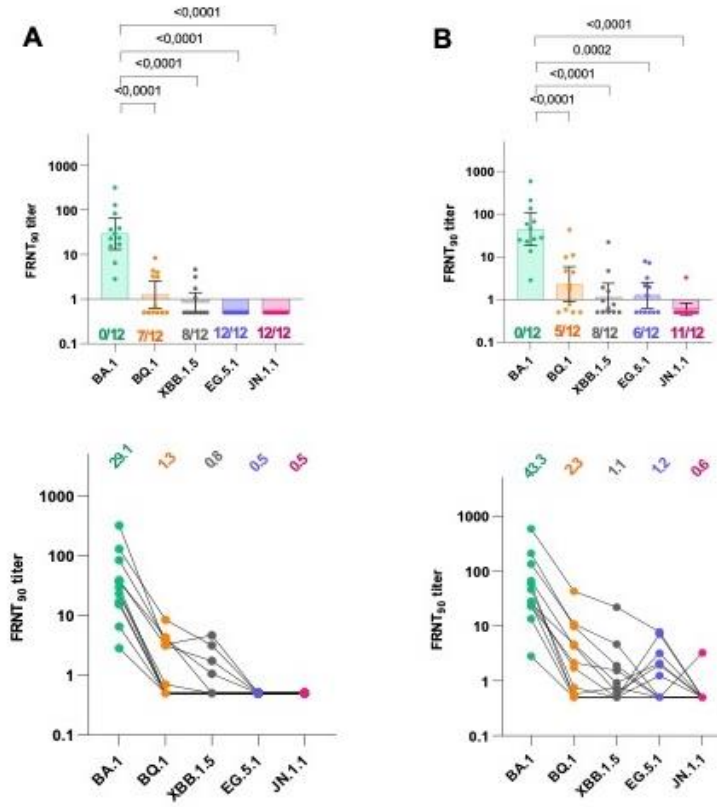 A
<0,0001
<0,0001
<0,0001
<0,0001
FRNT90 titer
1000
100
10
1
0.1
0/12 7/12 8/12 12/12 12/12
BA.1 BQ.1 XBB.1.5 EG.5.1 JN.1.1
B
<0,0001
0.0002
<0,0001
<0,0001
FRNT90 titer
1000
100
10
1
0.1
0/12 5/12 8/12 6/12 11/12
BA.1 BQ.1 XBB.1.5 EG.5.1 JN.1.1
29.1 1.3 0.8 0.5 0.5
FRNT90 titer
1000
100
10
1
0.1
BA.1 BQ.1 XBB.1.5 EG.5.1 JN.1.1
43.3 2.3 1.1 1.2 0.6
FRNT90 titer
1000
100
10
1
0.1
BA.1 BQ.1 XBB.1.5 EG.5.1 JN.1.1